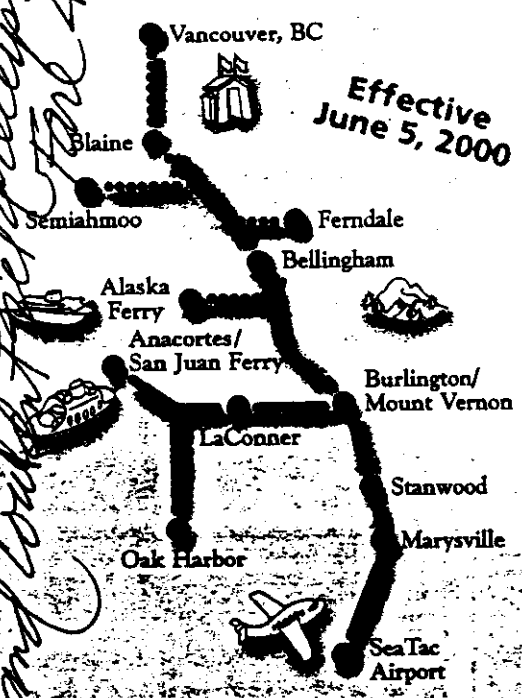 Vancouver, BC
Effective
June 5, 2000
Blaine
Semiahmoo
Ferndale
Bellingham
Alaska
Ferry
Anacortes/
San Juan Ferry
Burlington/
Mount Vernon
LaConner
Stanwood
Marysville
Oak Harbor
SeaTac
Airport
and